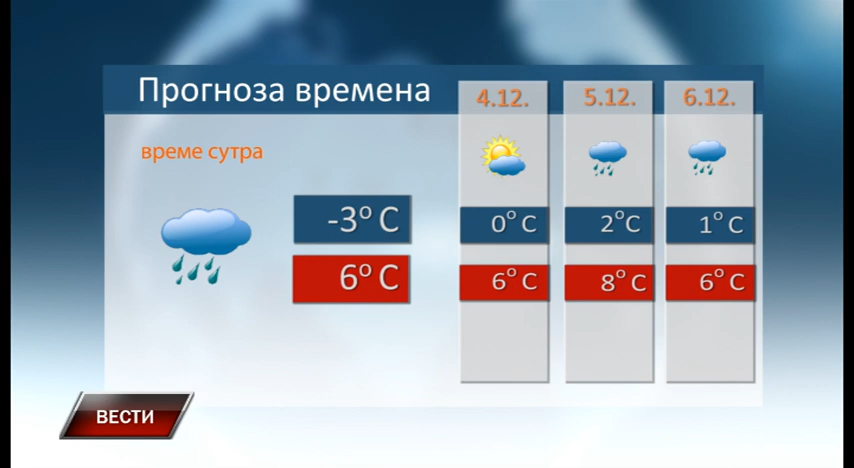 Прогноза времена
време сутра
-3° C
6° C
4.12.
0° C
6° C
5.12.
2°C
8° C
6.12.
1° C
6° C
ВЕСТИ